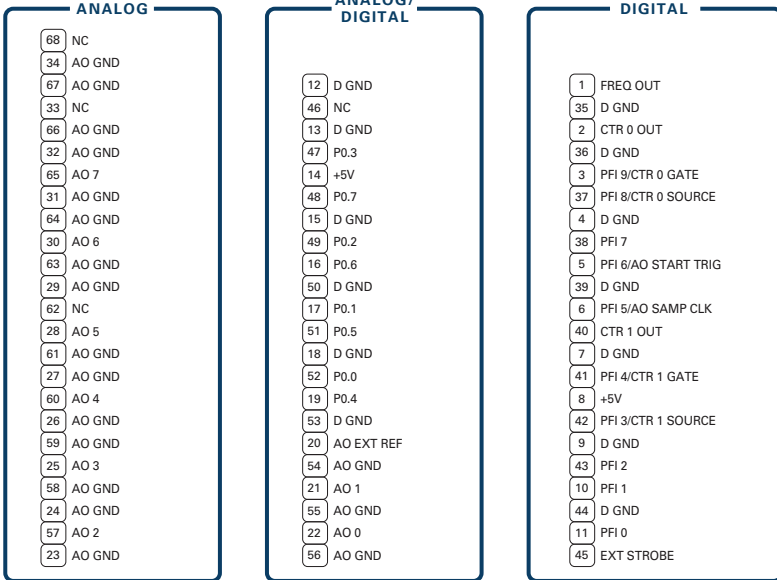 ANALOG
68 NC
34 AO GND
67 AO GND
33 NC
66 AO GND
32 AO GND
65 AO 7
31 AO GND
64 AO GND
30 AO 6
63 AO GND
29 AO GND
62 NC
28 AO 5
61 AO GND
27 AO GND
60 AO 4
26 AO GND
59 AO GND
25 AO 3
58 AO GND
24 AO GND
57 AO 2
23 AO GND
ANALOG/
DIGITAL
12 D GND
46 NC
13 D GND
47 P0.3
14 +5V
48 P0.7
15 D GND
49 P0.2
16 P0.6
50 D GND
17 P0.1
51 P0.5
18 D GND
52 P0.0
19 P0.4
53 D GND
20 AO EXT REF
54 AO GND
21 AO 1
55 AO GND
22 AO 0
56 AO GND
DIGITAL
1 FREQ OUT
35 D GND
2 CTR 0 OUT
36 D GND
3 PFI 9/CTR 0 GATE
37 PFI 8/CTR 0 SOURCE
4 D GND
38 PFI 7
5 PFI 6/AO START TRIG
39 D GND
6 PFI 5/AO SAMP CLK
40 CTR 1 OUT
7 D GND
41 PFI 4/CTR 1 GATE
8 +5V
42 PFI 3/CTR 1 SOURCE
9 D GND
43 PFI 2
10 PFI 1
44 D GND
11 PFI 0
45 EXT STROBE